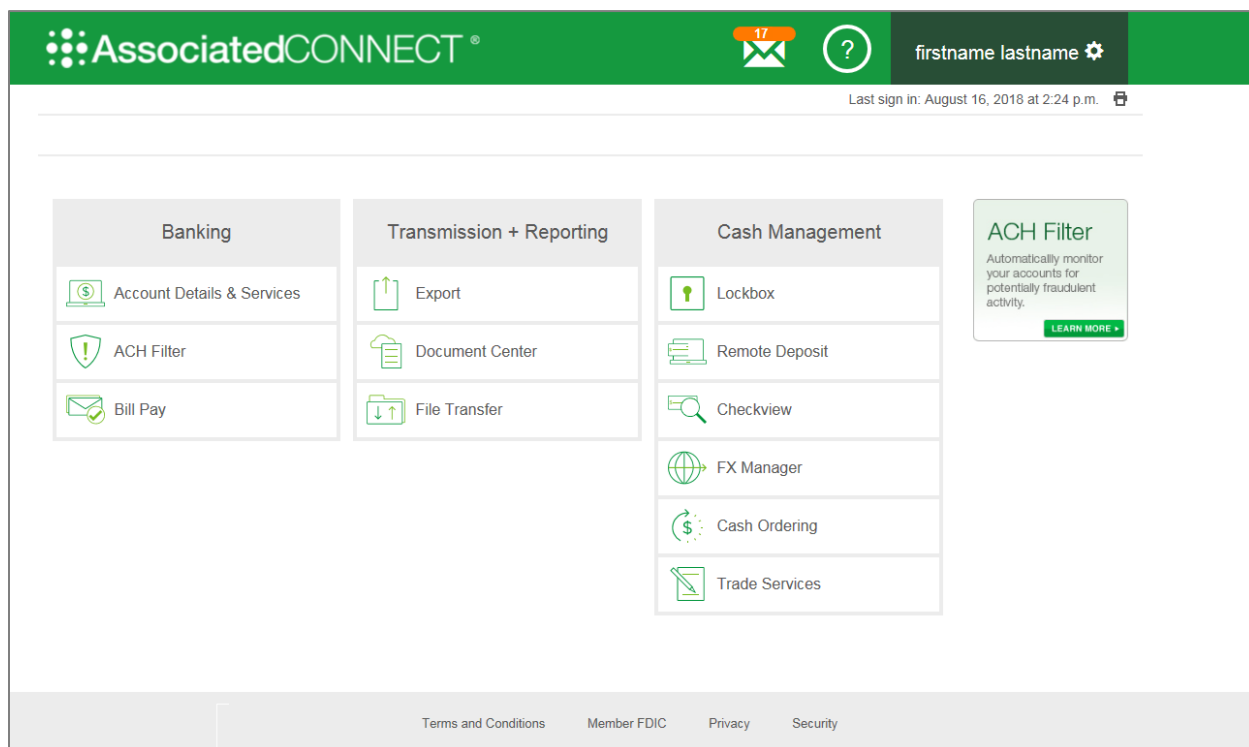 AssociatedCONNECT ®
17
?
firstname lastname
Last sign in: August 16, 2018 at 2:24 p.m.
Banking
Account Details & Services
ACH Filter
Bill Pay
Transmission + Reporting
Export
Document Center
File Transfer
Cash Management
Lockbox
Remote Deposit
Checkview
FX Manager
$ Cash Ordering
Trade Services
ACH Filter
Automaticallly monitor
your accounts for
potentially fraudulent
activity.
LEARN MORE
Terms and Conditions Member FDIC Privacy Security